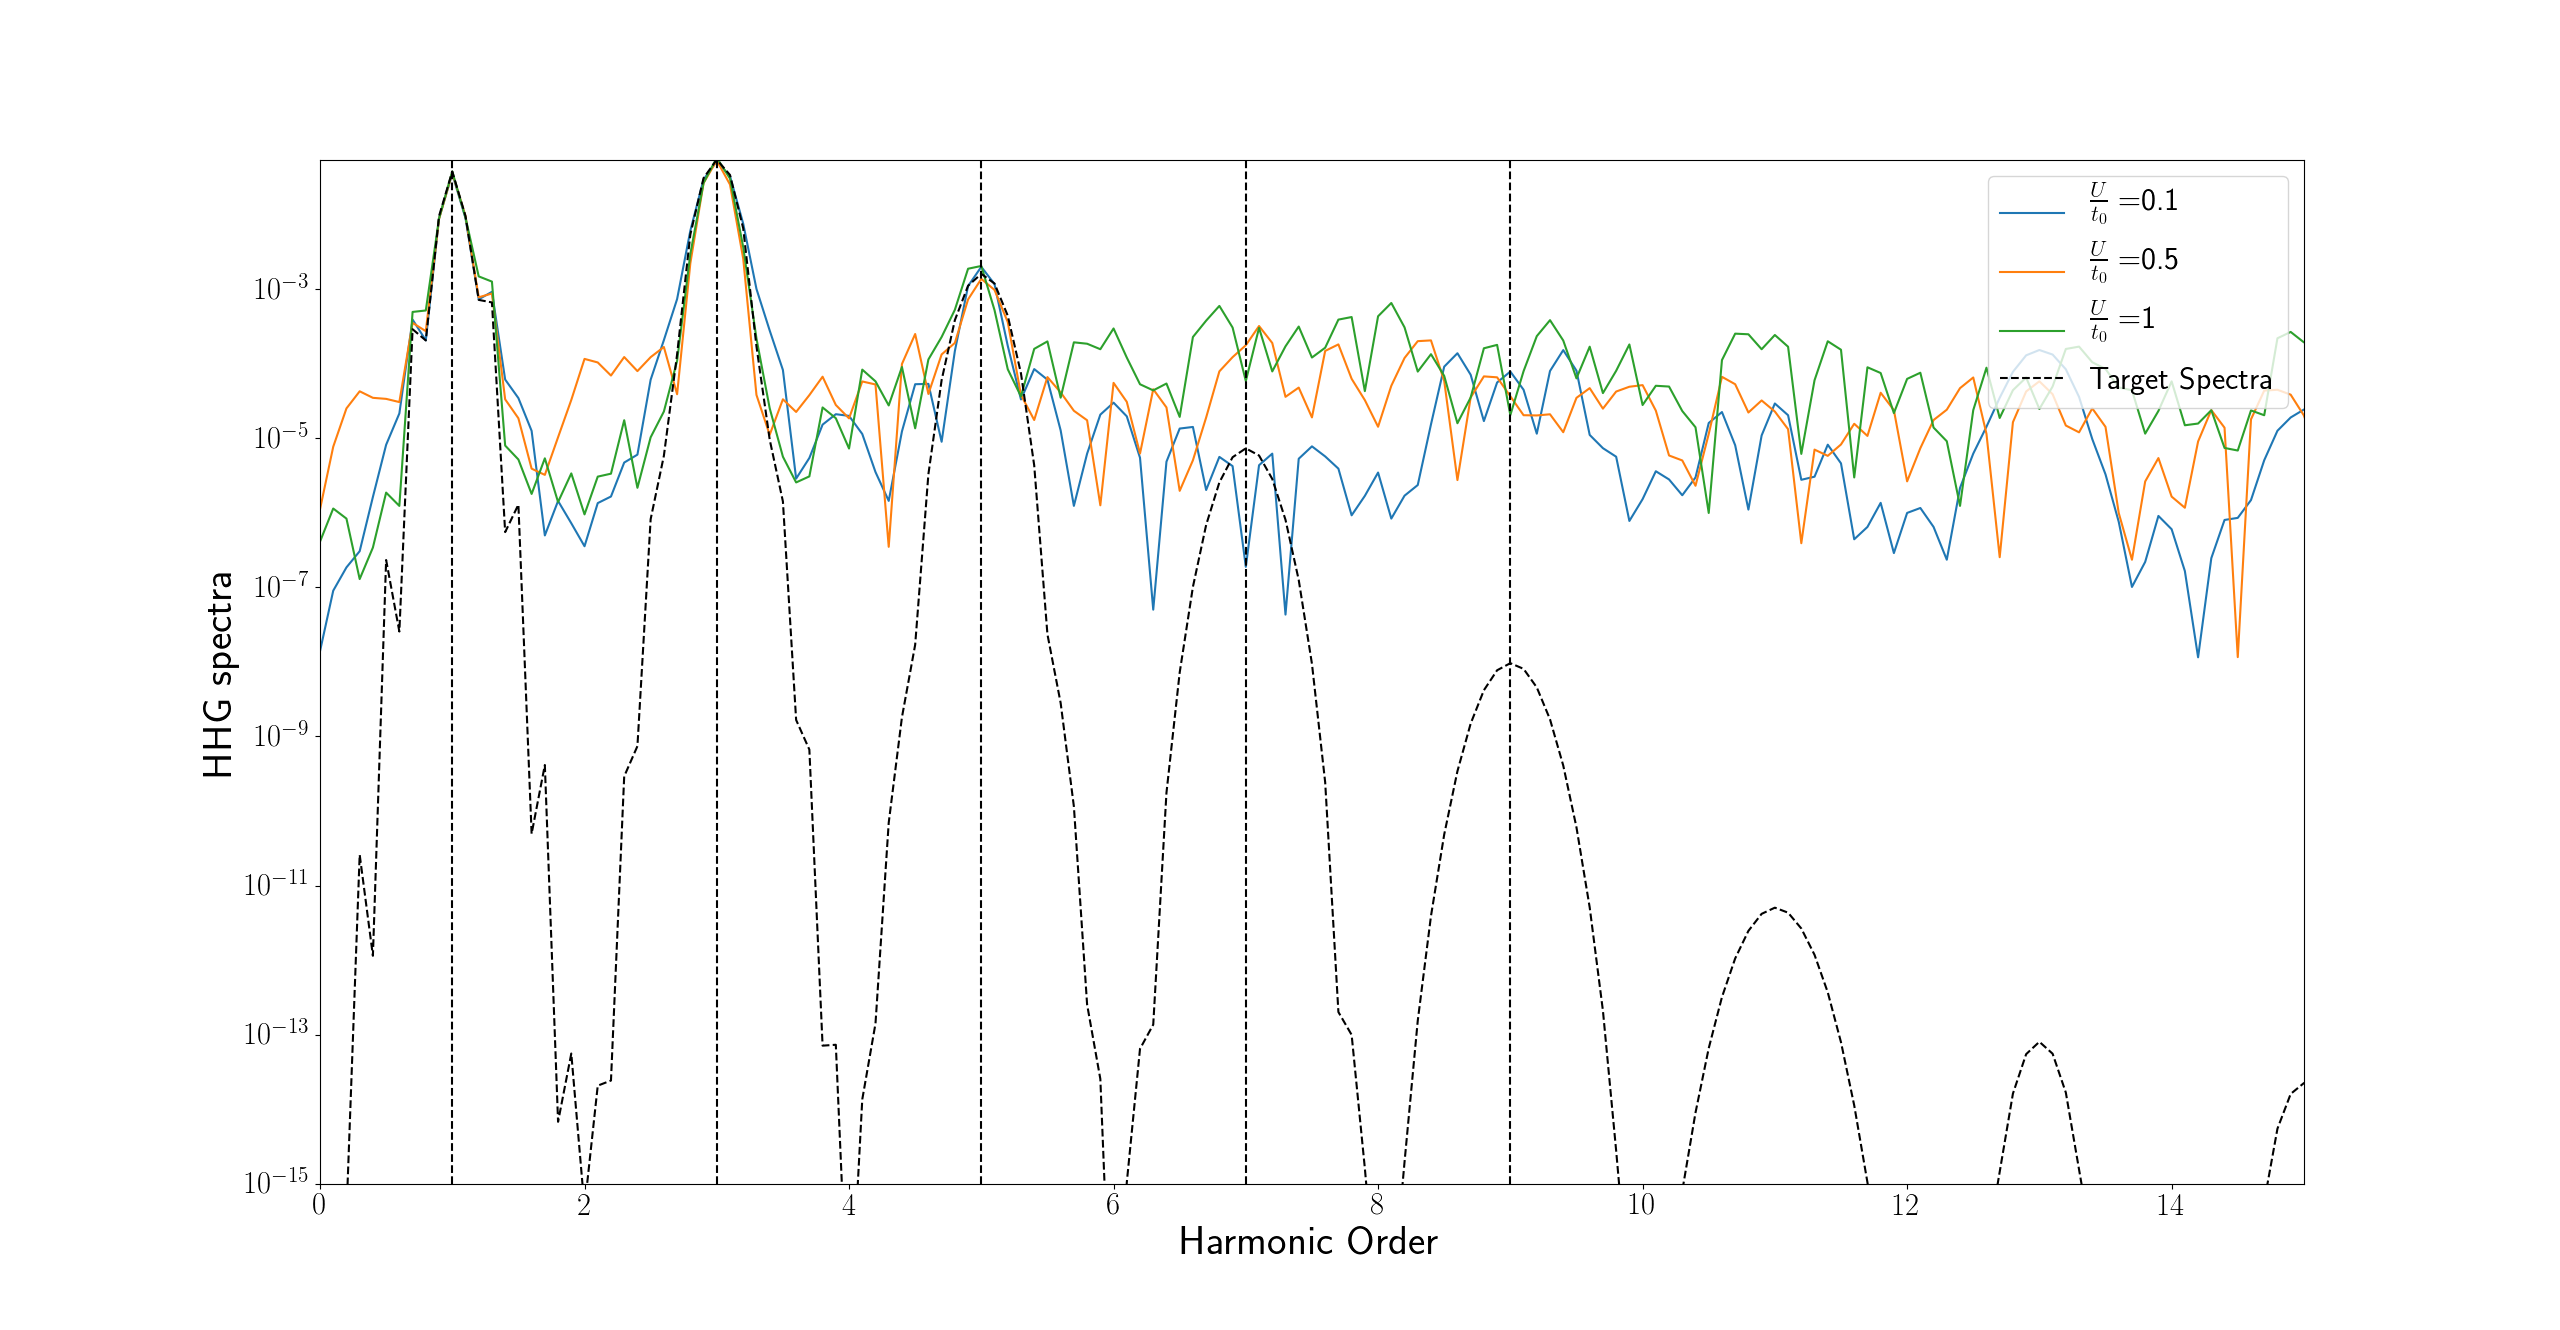 HHG spectra
10⁻³
10⁻⁵
10⁻⁷
10⁻⁹
10⁻¹¹
10⁻¹³
10⁻¹⁵
0 2 4 6 8 10 12 14
Harmonic Order
U/t₀ =0.1
U/t₀ =0.5
U/t₀ =1
Target Spectra